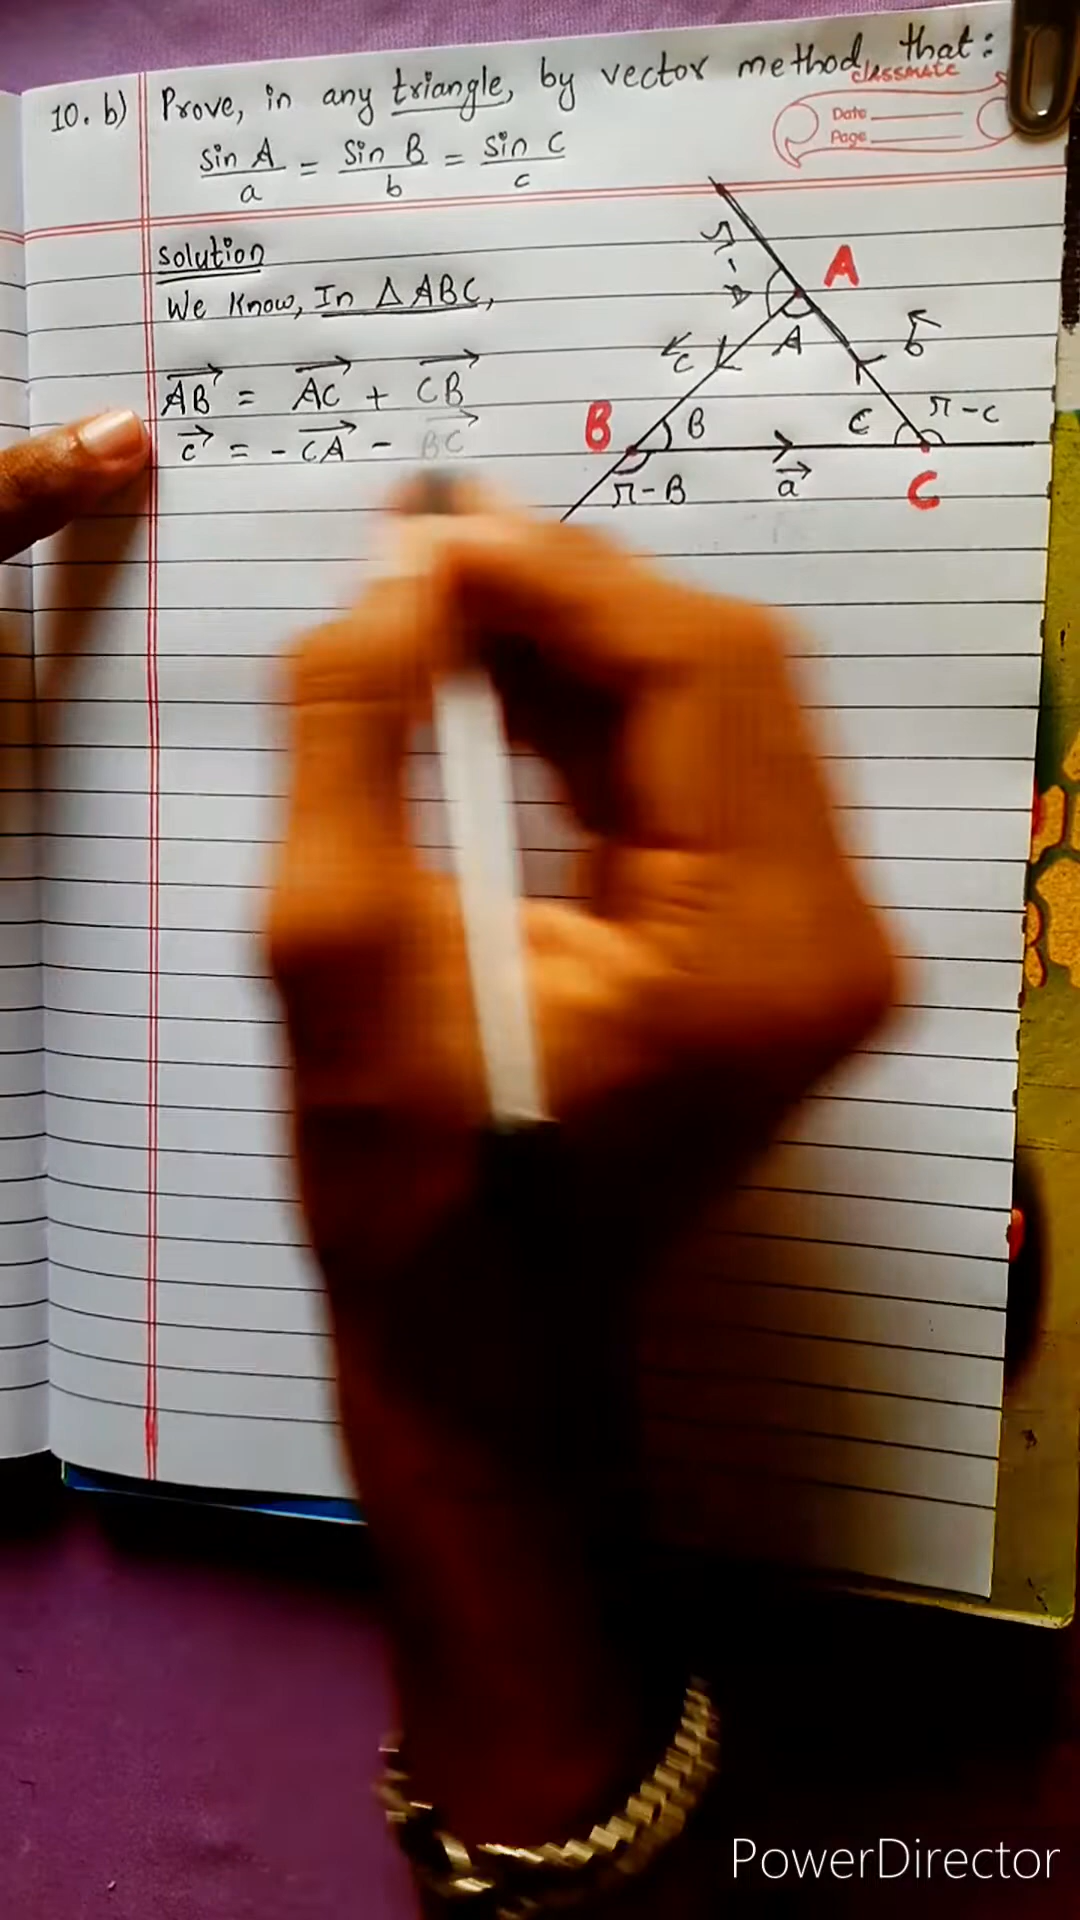 10. b) Prove, in any triangle, by vector method, that:
classmate
Date
Page
sin A/a = sin B/b = sin C/c
Solution
We know, In △ABC,
A
π-A
A
c⃗
b⃗
AB⃗ = AC⃗ + CB⃗
B
B
C
π-C
c⃗ = - CA⃗ - BC⃗
π-B
a⃗
C
PowerDirector